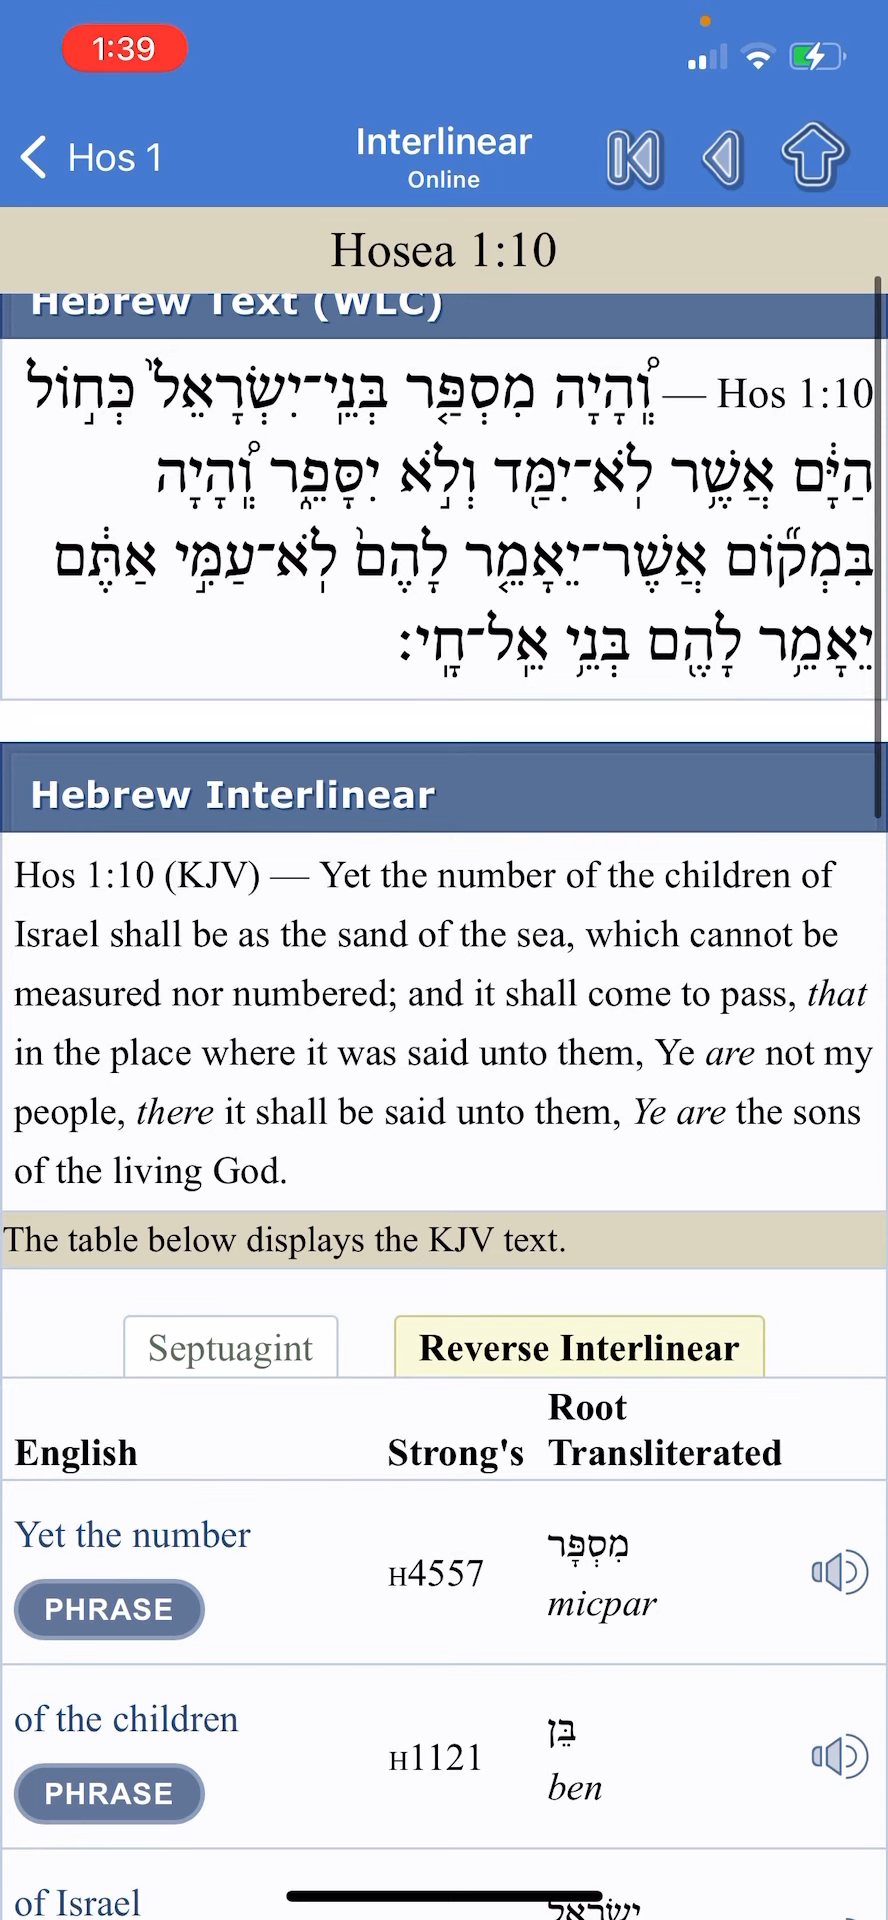 1:39
Hos 1
Interlinear
Online
Hosea 1:10
Hebrew Text (WLC)
Hos 1:10 — וְֽ֠הָיָה מִסְפַּ֤ר בְּנֵֽי־יִשְׂרָאֵל֙ כְּח֣וֹל
הַיָּ֔ם אֲשֶׁ֥ר לֹֽא־יִמַּ֖ד וְלֹ֣א יִסָּפֵ֑ר וְֽ֠הָיָה
בִּמְק֞וֹם אֲשֶׁר־יֵאָמֵ֤ר לָהֶם֙ לֹֽא־עַמִּ֣י אַתֶּ֔ם
יֵאָמֵ֥ר לָהֶ֖ם בְּנֵ֥י אֵֽל־חָֽי׃
Hebrew Interlinear
Hos 1:10 (KJV) — Yet the number of the children of
Israel shall be as the sand of the sea, which cannot be
measured nor numbered; and it shall come to pass, that
in the place where it was said unto them, Ye are not my
people, there it shall be said unto them, Ye are the sons
of the living God.
The table below displays the KJV text.
Septuagint
Reverse Interlinear
English
Strong's
Root
Transliterated
Yet the number
PHRASE
H4557
מִסְפָּר
micpar
of the children
PHRASE
H1121
בֵּן
ben
of Israel